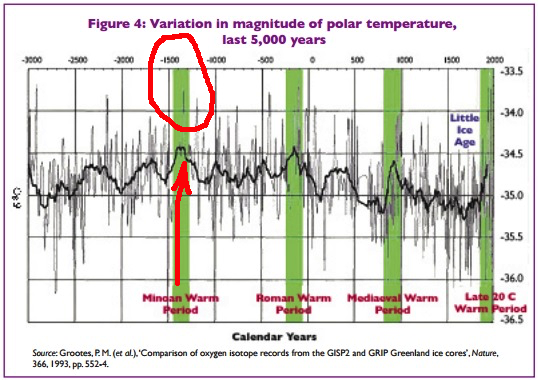 Figure 4: Variation in magnitude of polar temperature,
last 5,000 years
-3000 -2500 -2000 -1500 -1000 -500 0 500 1000 1500 2000
-33.5
-34.0
Little
Ice
Age
-34.5
-35.0
-35.5
-36.0
-36.5
Minoan Warm
Period
Roman Warm
Period
Mediaeval Warm
Period
Late 20 C
Warm Period
Calendar Years
Source: Grootes, P. M. (et al.), 'Comparison of oxygen isotope records from the GISP2 and GRIP Greenland ice cores', Nature,
366, 1993, pp. 552-4.